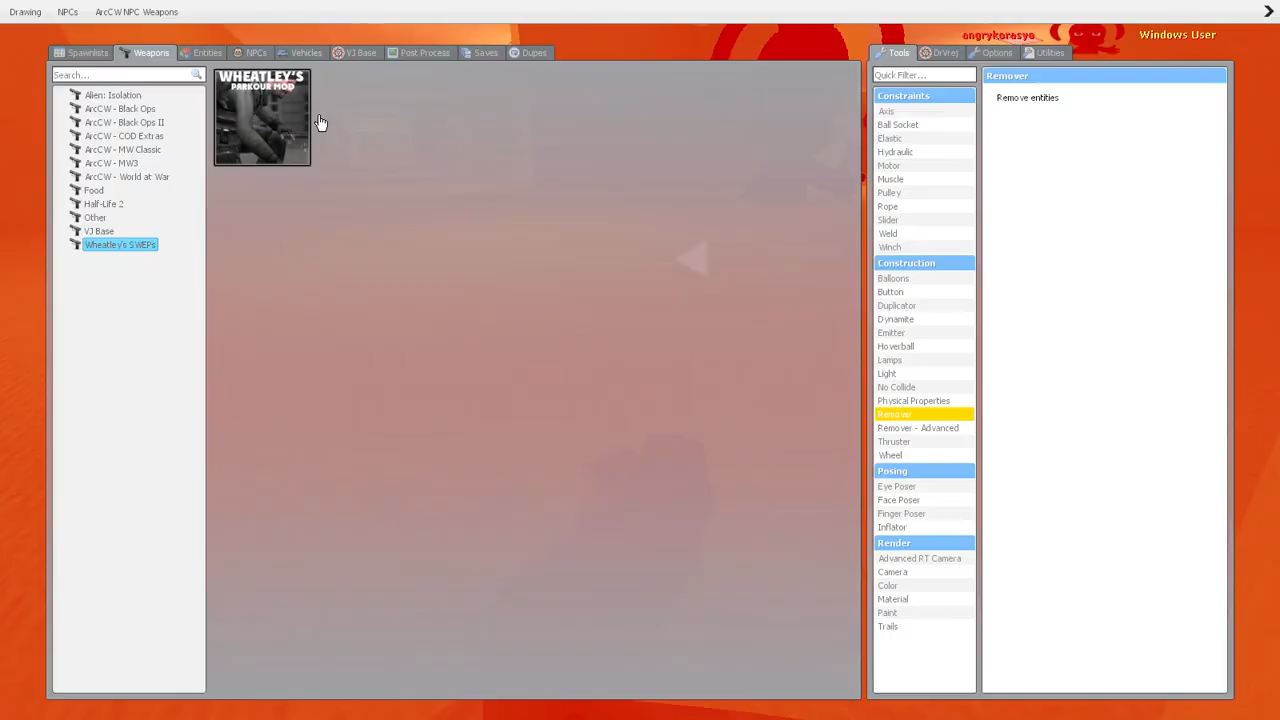 Drawing NPCs ArcCW NPC Weapons
angrykorasyo Windows User
Spawnlists Weapons Entities NPCs Vehicles VJ Base Post Process Saves Dupes
Tools DrVrej Options Utilities
Search...
Alien: Isolation
ArcCW - Black Ops
ArcCW - Black Ops II
ArcCW - COD Extras
ArcCW - MW Classic
ArcCW - MW3
ArcCW - World at War
Food
Half-Life 2
Other
VJ Base
Wheatley's SWEPs
WHEATLEY'S
PARKOUR MOD
Quick Filter...
Constraints
Axis
Ball Socket
Elastic
Hydraulic
Motor
Muscle
Pulley
Rope
Slider
Weld
Winch
Construction
Balloons
Button
Duplicator
Dynamite
Emitter
Hoverball
Lamps
Light
No Collide
Physical Properties
Remover
Remover - Advanced
Thruster
Wheel
Posing
Eye Poser
Face Poser
Finger Poser
Inflator
Render
Advanced RT Camera
Camera
Color
Material
Paint
Trails
Remover
Remove entities